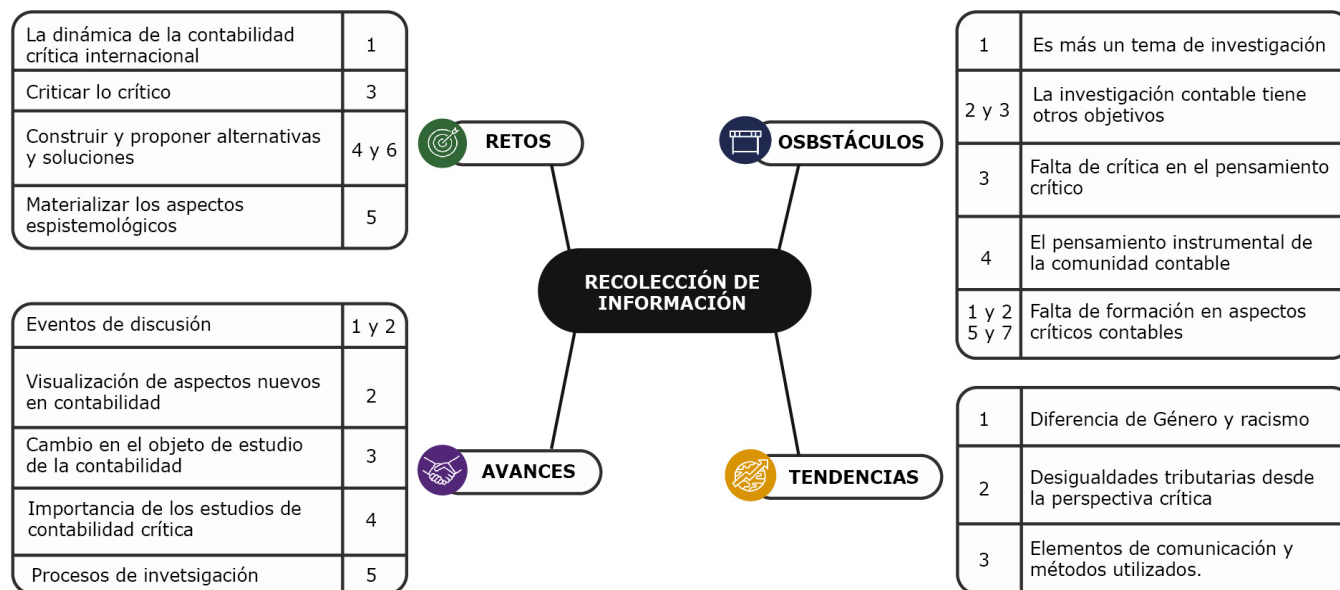 La dinámica de la contabilidad
crítica internacional
1
Criticar lo crítico
3
Construir y proponer alternativas
y soluciones
4 y 6
Materializar los aspectos
espistemológicos
5
RETOS
OSBSTÁCULOS
1
Es más un tema de investigación
2 y 3
La investigación contable tiene
otros objetivos
3
Falta de crítica en el pensamiento
crítico
4
El pensamiento instrumental de
la comunidad contable
1 y 2
5 y 7
Falta de formación en aspectos
críticos contables
RECOLECCIÓN DE
INFORMACIÓN
Eventos de discusión
1 y 2
Visualización de aspectos nuevos
en contabilidad
2
Cambio en el objeto de estudio
de la contabilidad
3
Importancia de los estudios de
contabilidad crítica
4
Procesos de invetsigación
5
AVANCES
TENDENCIAS
1
Diferencia de Género y racismo
2
Desigualdades tributarias desde
la perspectiva crítica
3
Elementos de comunicación y
métodos utilizados.